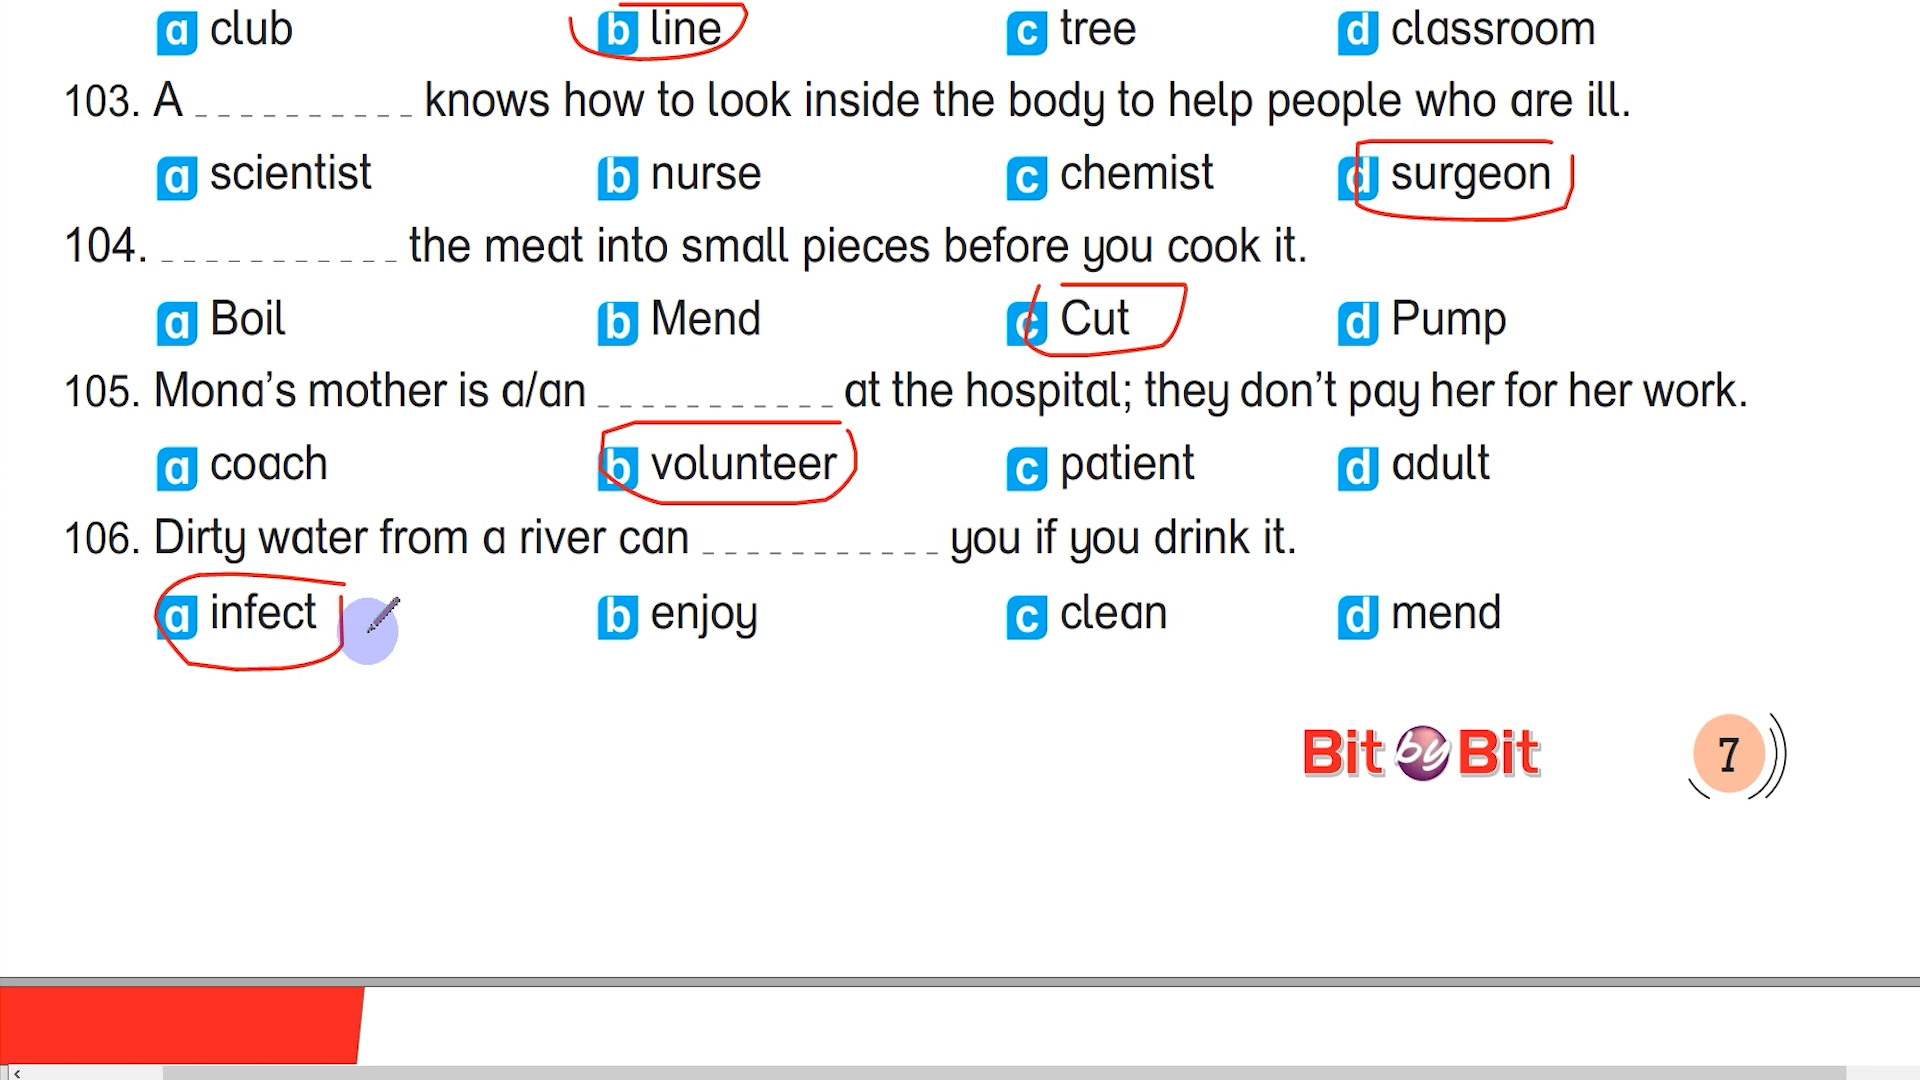 a club b line c tree d classroom
103. A __________ knows how to look inside the body to help people who are ill.
a scientist b nurse c chemist d surgeon
104. ___________ the meat into small pieces before you cook it.
a Boil b Mend c Cut d Pump
105. Mona’s mother is a/an ___________ at the hospital; they don’t pay her for her work.
a coach b volunteer c patient d adult
106. Dirty water from a river can ___________ you if you drink it.
a infect b enjoy c clean d mend
Bit by Bit 7